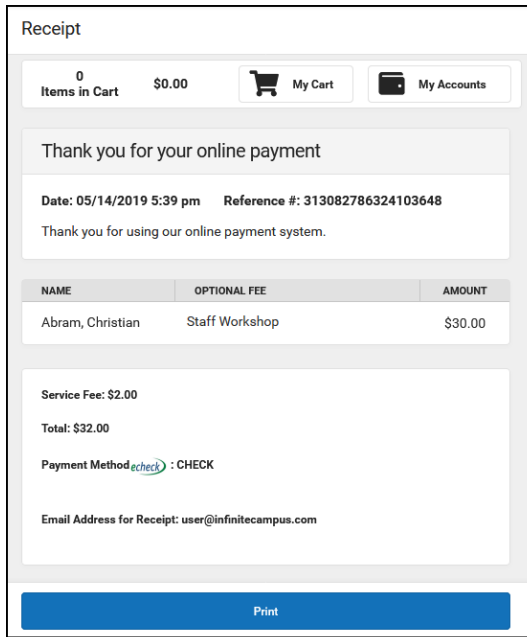 Receipt
0
Items in Cart
$0.00
My Cart
My Accounts
Thank you for your online payment
Date: 05/14/2019 5:39 pm Reference #: 313082786324103648
Thank you for using our online payment system.
NAME OPTIONAL FEE AMOUNT
Abram, Christian Staff Workshop $30.00
Service Fee: $2.00
Total: $32.00
Payment Method echeck : CHECK
Email Address for Receipt: user@infinitecampus.com
Print